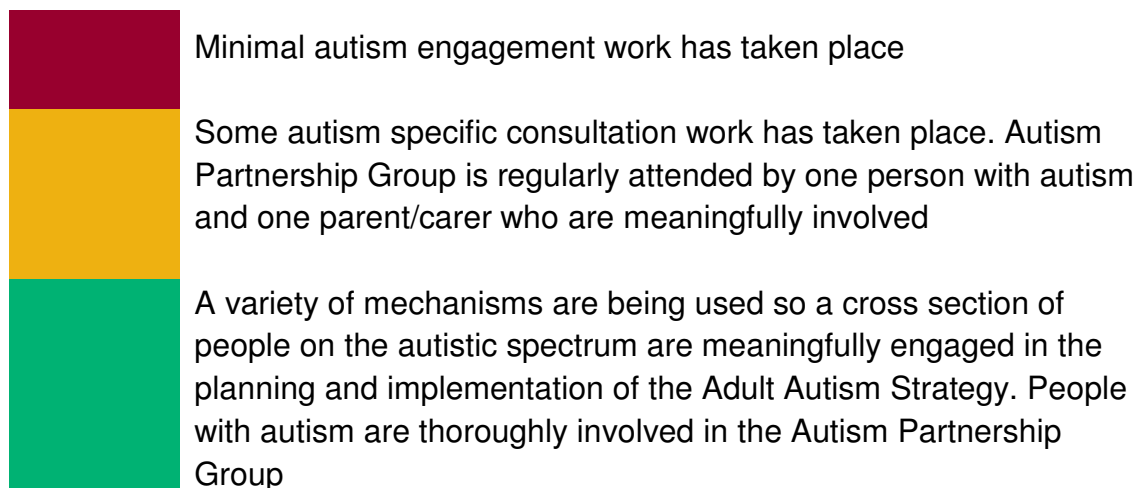 Minimal autism engagement work has taken place
Some autism specific consultation work has taken place. Autism
Partnership Group is regularly attended by one person with autism
and one parent/carer who are meaningfully involved
A variety of mechanisms are being used so a cross section of
people on the autistic spectrum are meaningfully engaged in the
planning and implementation of the Adult Autism Strategy. People
with autism are thoroughly involved in the Autism Partnership
Group